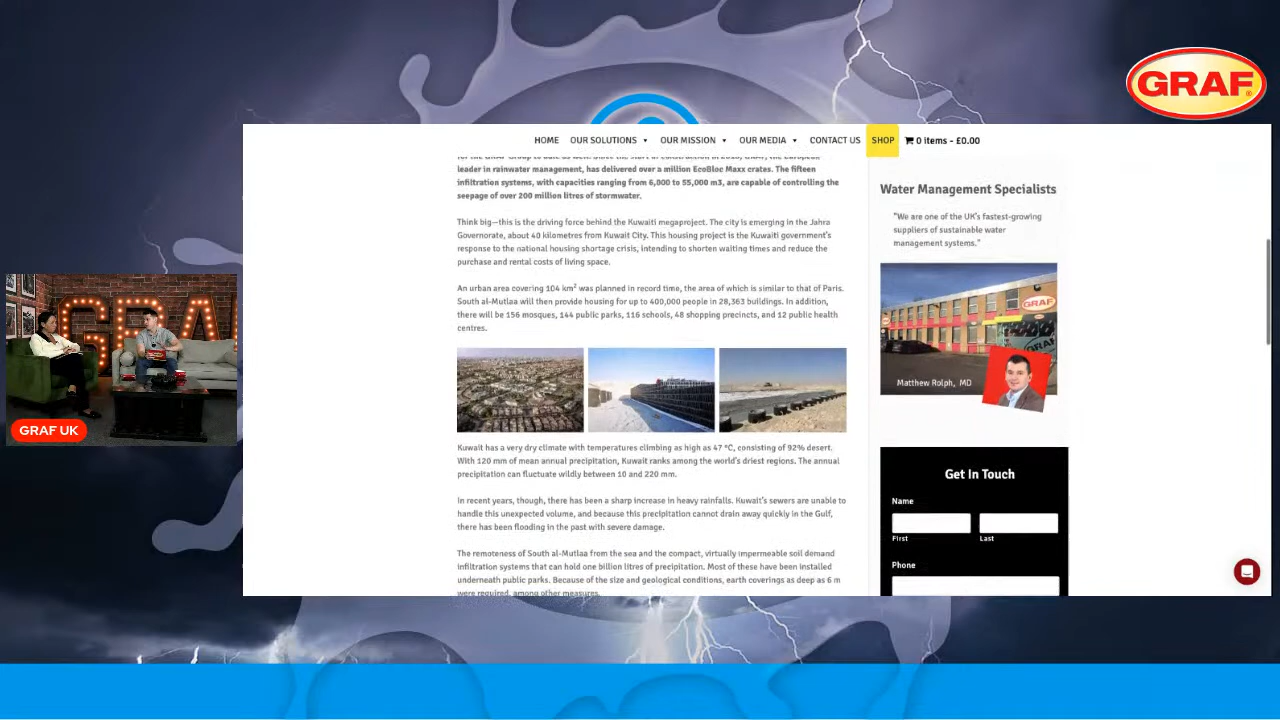 GRAF
HOME OUR SOLUTIONS OUR MISSION OUR MEDIA CONTACT US SHOP 0 items - £0.00
leader in rainwater management, has delivered over a million EcoBloc Maxx crates. The fifteen
infiltration systems, with capacities ranging from 6,000 to 55,000 m3, are capable of controlling the
seepage of over 200 million litres of stormwater.
Think big—this is the driving force behind the Kuwaiti megaproject. The city is emerging in the Jahra
Governorate, about 40 kilometres from Kuwait City. This housing project is the Kuwaiti government's
response to the national housing shortage crisis, intending to shorten waiting times and reduce the
purchase and rental costs of living space.
An urban area covering 104 km² was planned in record time, the area of which is similar to that of Paris.
South al-Mutlaa will then provide housing for up to 400,000 people in 28,363 buildings. In addition,
there will be 156 mosques, 144 public parks, 116 schools, 48 shopping precincts, and 12 public health
centres.
Kuwait has a very dry climate with temperatures climbing as high as 47 °C, consisting of 92% desert.
With 120 mm of mean annual precipitation, Kuwait ranks among the world's driest regions. The annual
precipitation can fluctuate wildly between 10 and 220 mm.
In recent years, though, there has been a sharp increase in heavy rainfalls. Kuwait's sewers are unable to
handle this unexpected volume, and because this precipitation cannot drain away quickly in the Gulf,
there has been flooding in the past with severe damage.
The remoteness of South al-Mutlaa from the sea and the compact, virtually impermeable soil demand
infiltration systems that can hold one billion litres of precipitation. Most of these have been installed
underneath public parks. Because of the size and geological conditions, earth coverings as deep as 6 m
were required, among other measures.
Water Management Specialists
"We are one of the UK's fastest-growing
suppliers of sustainable water
management systems."
GRAF
Matthew Rolph, MD
Get In Touch
Name
First Last
Phone
GRA
GRAF UK